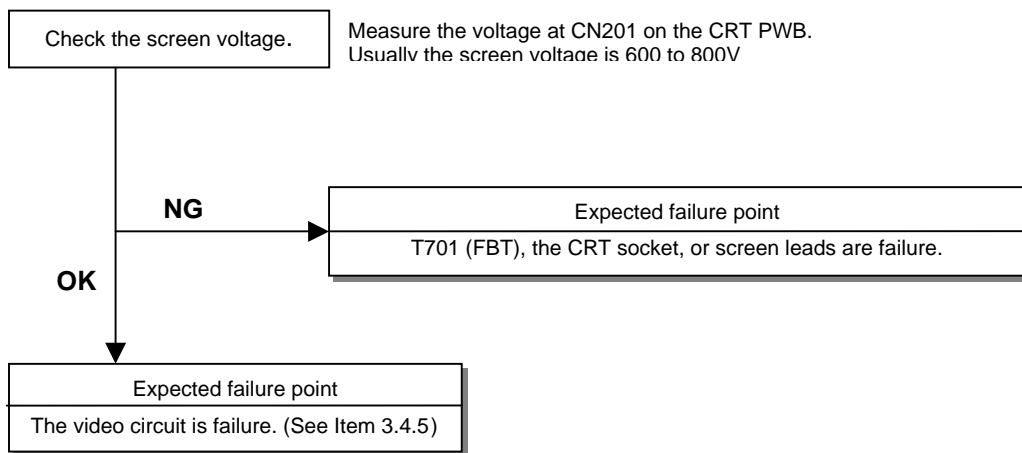 Check the screen voltage.
Measure the voltage at CN201 on the CRT PWB.
Usually the screen voltage is 600 to 800V
NG
Expected failure point
T701 (FBT), the CRT socket, or screen leads are failure.
OK
Expected failure point
The video circuit is failure. (See Item 3.4.5)